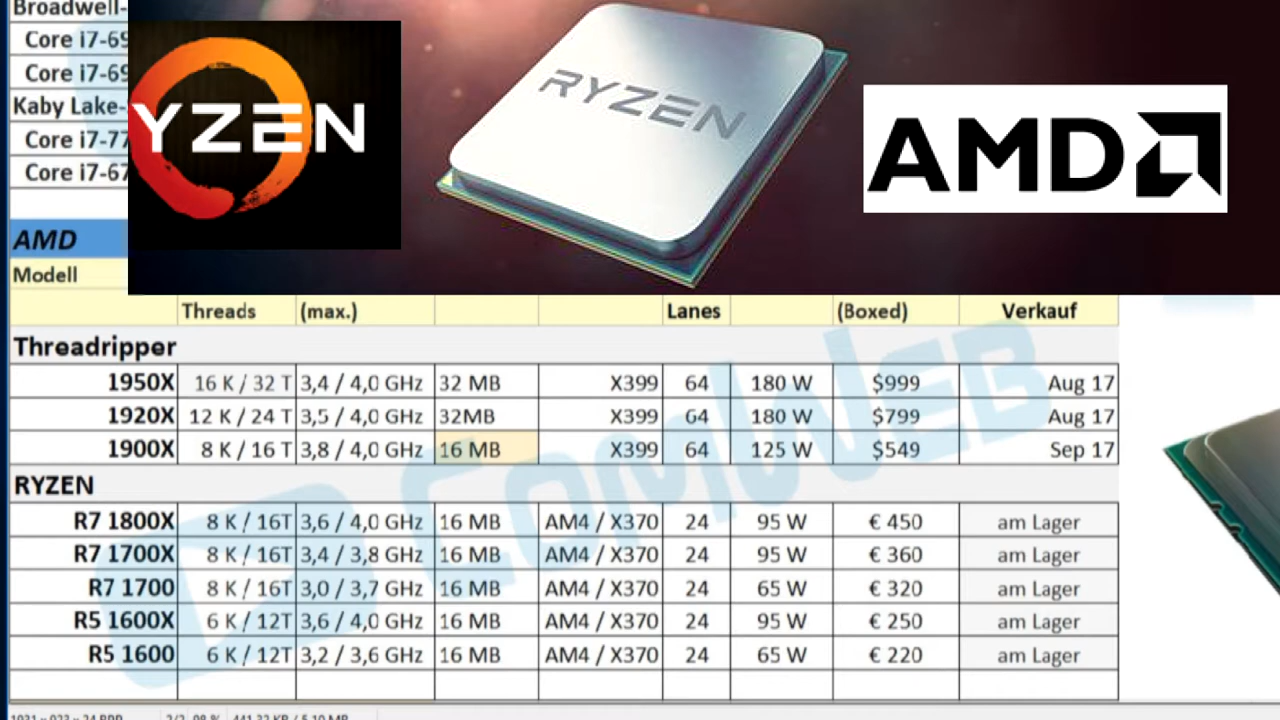 Broadwell-
Core i7-69
Core i7-69
Kaby Lake-
Core i7-77
Core i7-67
YZEN
RYZEN
AMD
AMD
Modell
Threads (max.) Lanes (Boxed) Verkauf
Threadripper
1950X 16 K / 32 T 3,4 / 4,0 GHz 32 MB X399 64 180 W $999 Aug 17
1920X 12 K / 24 T 3,5 / 4,0 GHz 32MB X399 64 180 W $799 Aug 17
1900X 8 K / 16 T 3,8 / 4,0 GHz 16 MB X399 64 125 W $549 Sep 17
RYZEN
R7 1800X 8 K / 16T 3,6 / 4,0 GHz 16 MB AM4 / X370 24 95 W € 450 am Lager
R7 1700X 8 K / 16T 3,4 / 3,8 GHz 16 MB AM4 / X370 24 95 W € 360 am Lager
R7 1700 8 K / 16T 3,0 / 3,7 GHz 16 MB AM4 / X370 24 65 W € 320 am Lager
R5 1600X 6 K / 12T 3,6 / 4,0 GHz 16 MB AM4 / X370 24 95 W € 250 am Lager
R5 1600 6 K / 12T 3,2 / 3,6 GHz 16 MB AM4 / X370 24 65 W € 220 am Lager
COMWEB